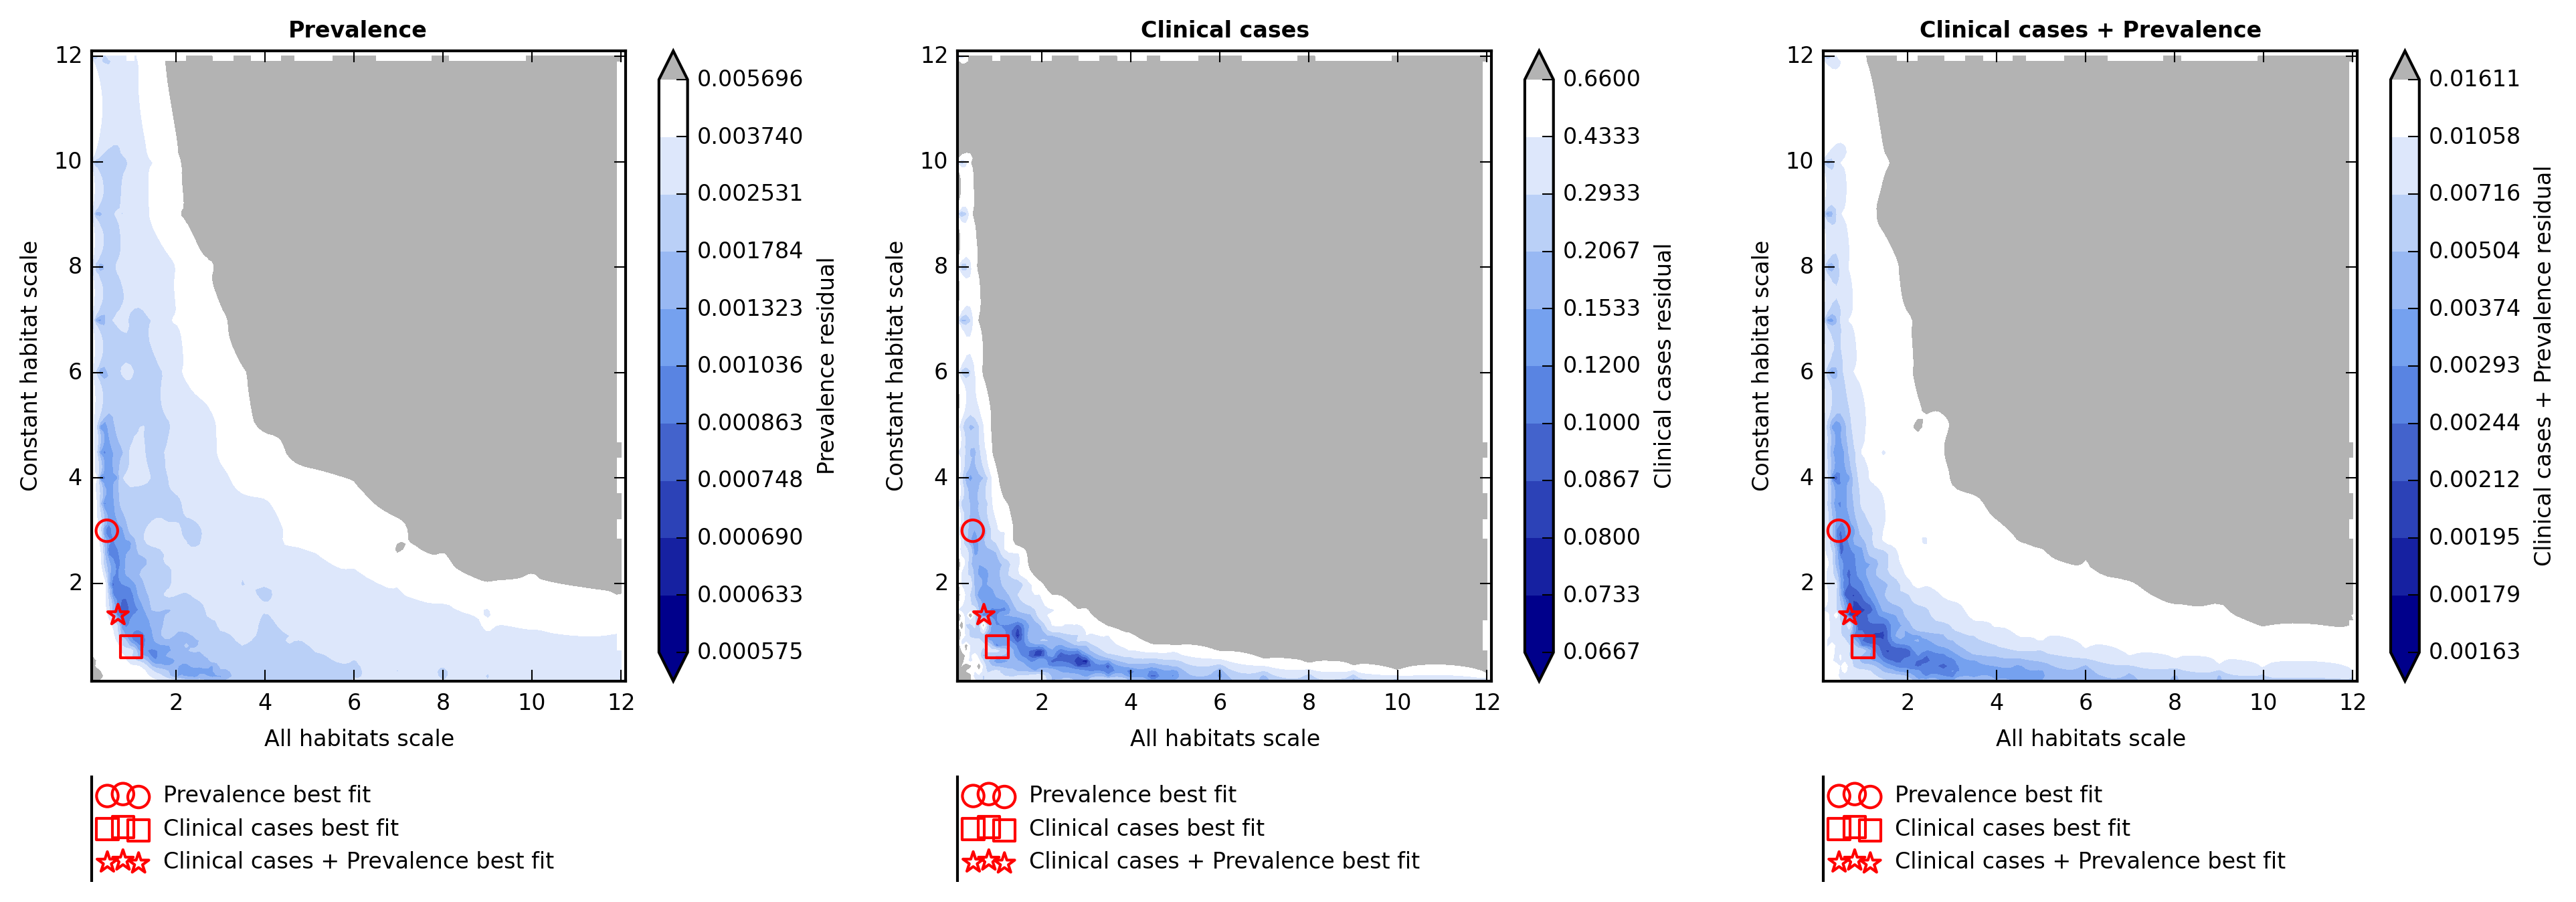 Prevalence
Constant habitat scale
12
10
8
6
4
2
2 4 6 8 10 12
All habitats scale
0.005696
0.003740
0.002531
0.001784
0.001323
0.001036
0.000863
0.000748
0.000690
0.000633
0.000575
Prevalence residual
Prevalence best fit
Clinical cases best fit
Clinical cases + Prevalence best fit
Clinical cases
Constant habitat scale
12
10
8
6
4
2
2 4 6 8 10 12
All habitats scale
0.6600
0.4333
0.2933
0.2067
0.1533
0.1200
0.1000
0.0867
0.0800
0.0733
0.0667
Clinical cases residual
Prevalence best fit
Clinical cases best fit
Clinical cases + Prevalence best fit
Clinical cases + Prevalence
Constant habitat scale
12
10
8
6
4
2
2 4 6 8 10 12
All habitats scale
0.01611
0.01058
0.00716
0.00504
0.00374
0.00293
0.00244
0.00212
0.00195
0.00179
0.00163
Clinical cases + Prevalence residual
Prevalence best fit
Clinical cases best fit
Clinical cases + Prevalence best fit